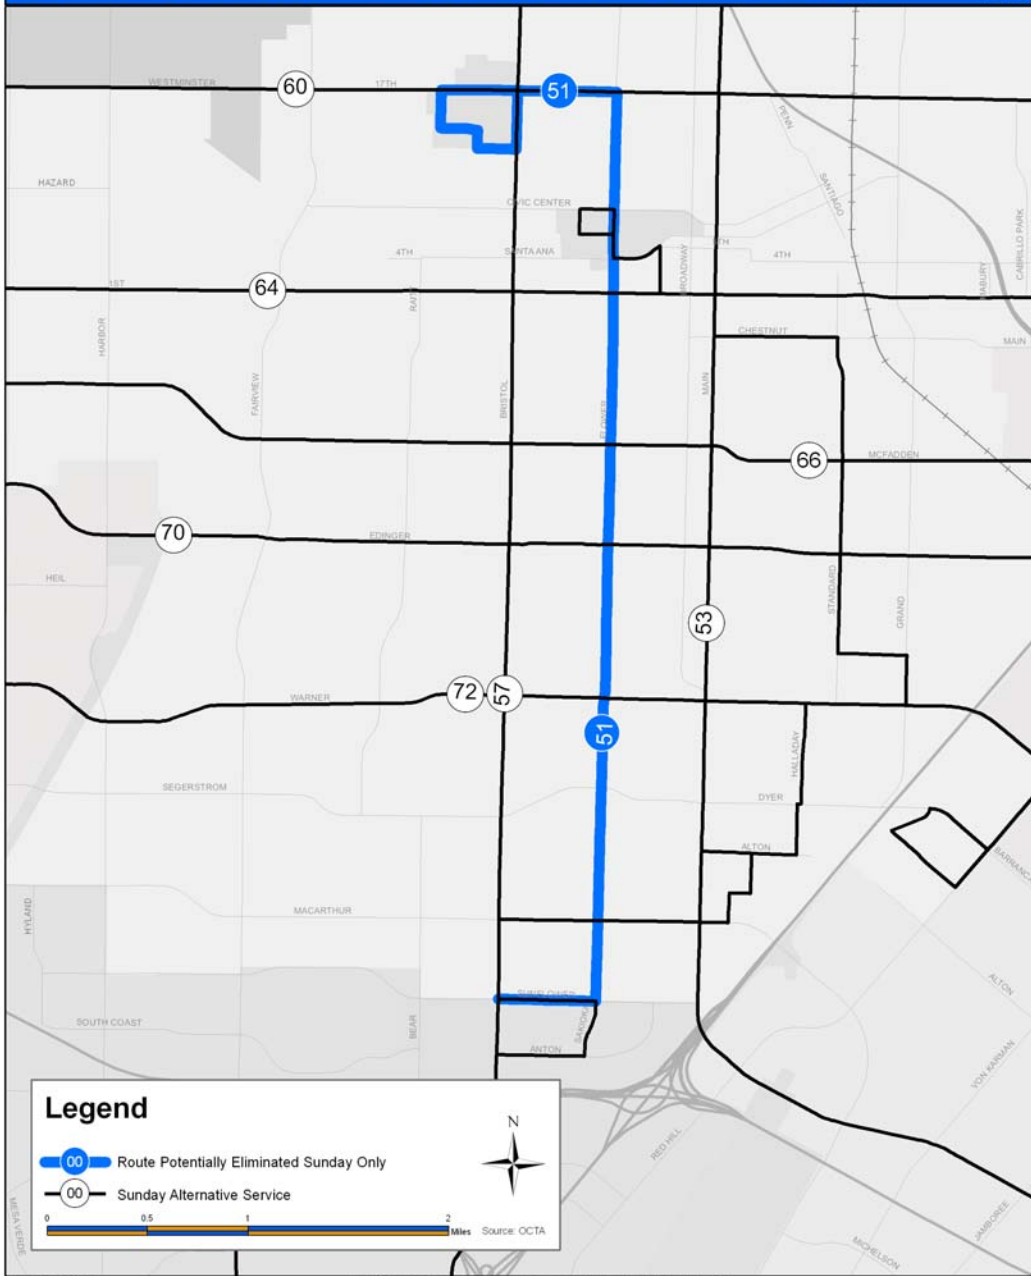 WESTMINSTER
17TH
60
51
PENN
SANTIAGO
HAZARD
CIVIC CENTER
CABRILLO PARK
4TH
SANTA ANA
BROADWAY
4TH
1ST
64
RAITT
HARBOR
CHESTNUT
MAIN
FAIRVIEW
BRISTOL
FLOWER
MAIN
66
MCFADDEN
70
EDINGER
HEIL
STANDARD
GRAND
53
72
57
WARNER
51
HALLADAY
SEGERSTROM
DYER
ALTON
BARRANCA
HYLAND
MACARTHUR
SUNFLOWER
ALTON
SOUTH COAST
BEAR
SAKIOKA
ANTON
VON KARMAN
RED HILL
JAMBOREE
MICHELSON
MESA VERDE
Legend
00 Route Potentially Eliminated Sunday Only
00 Sunday Alternative Service
N
0 0.5 1 2
Miles
Source: OCTA